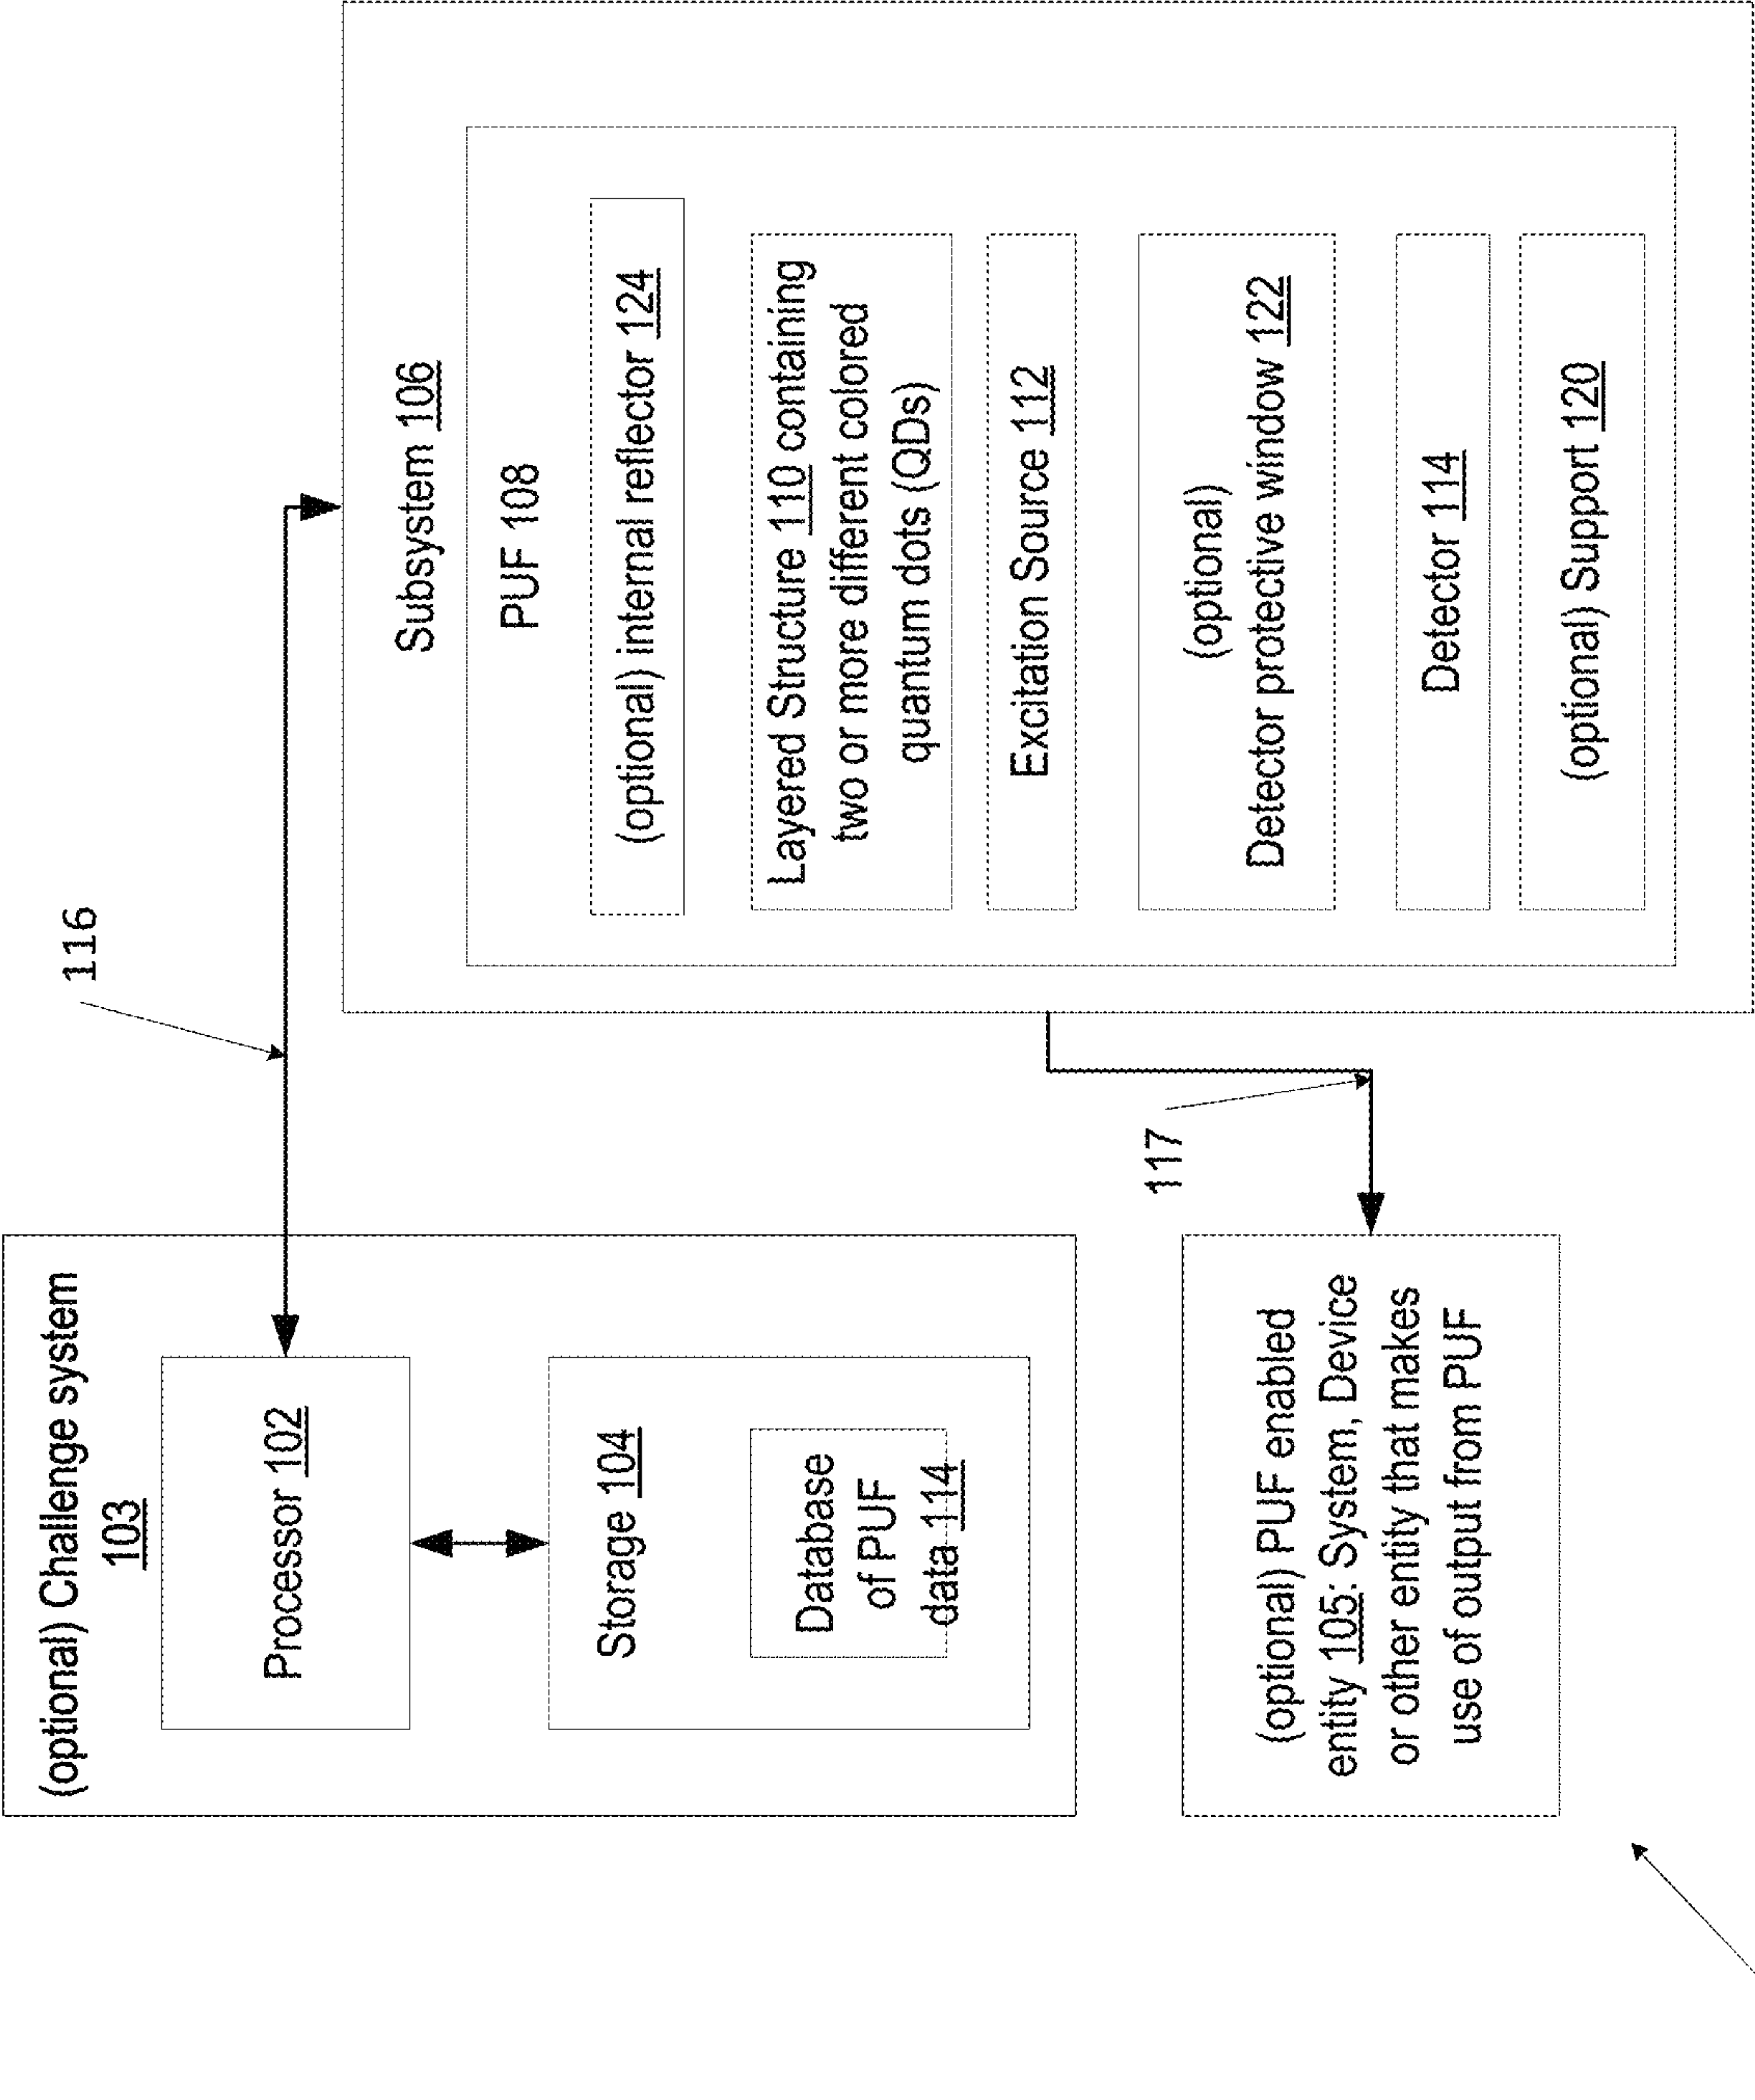 (optional) Challenge system
103
Processor 102
Storage 104
Database
of PUF
data 114
116
Subsystem 106
PUF 108
(optional) internal reflector 124
Layered Structure 110 containing
two or more different colored
quantum dots (QDs)
Excitation Source 112
(optional)
Detector protective window 122
Detector 114
(optional) Support 120
117
(optional) PUF enabled
entity 105: System, Device
or other entity that makes
use of output from PUF